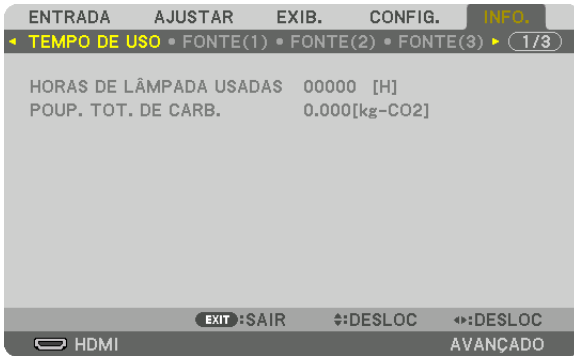 ENTRADA AJUSTAR EXIB. CONFIG. INFO.
TEMPO DE USO • FONTE(1) • FONTE(2) • FONTE(3) 1/3
HORAS DE LÂMPADA USADAS 00000 [H]
POUP. TOT. DE CARB. 0.000[kg-CO2]
EXIT :SAIR :DESLOC :DESLOC
HDMI AVANÇADO